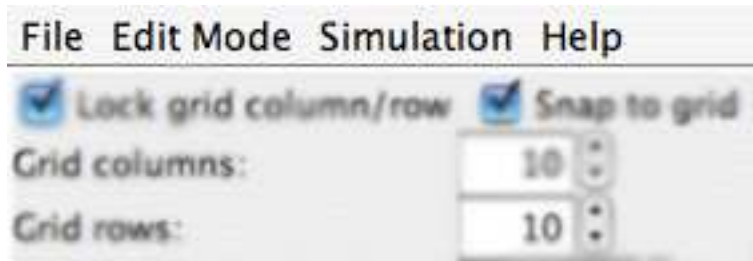 File Edit Mode Simulation Help
Lock grid column/row Snap to grid
Grid columns: 10
Grid rows: 10